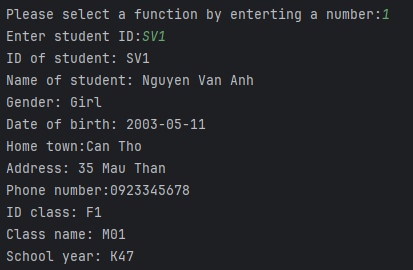 Please select a function by enterting a number:1
Enter student ID:SV1
ID of student: SV1
Name of student: Nguyen Van Anh
Gender: Girl
Date of birth: 2003-05-11
Home town:Can Tho
Address: 35 Mau Than
Phone number:0923345678
ID class: F1
Class name: M01
School year: K47